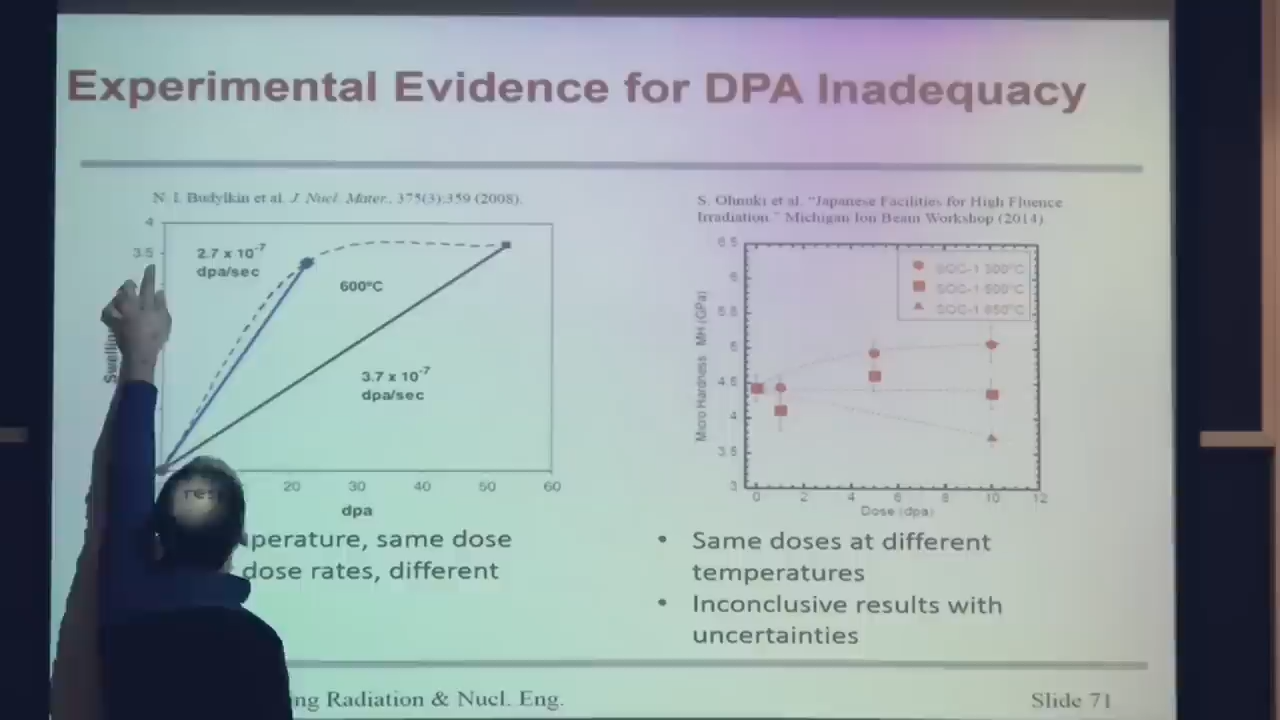 Experimental Evidence for DPA Inadequacy
N. I. Budylkin et al. J. Nucl. Mater., 375(3):359 (2008).
4
3.5
2.7 x 10-7
dpa/sec
600°C
3.7 x 10-7
dpa/sec
Swelling
20 30 40 50 60
dpa
perature, same dose
dose rates, different
res
S. Ohnuki et al. "Japanese Facilities for High Fluence
Irradiation." Michigan Ion Beam Workshop (2014)
6.5
6
5.5
5
4.5
4
3.5
3
Micro Hardness MH (GPa)
SOC-1 300°C
SOC-1 500°C
SOC-1 650°C
0 2 4 6 8 10 12
Dose (dpa)
• Same doses at different
temperatures
• Inconclusive results with
uncertainties
ng Radiation & Nucl. Eng.
Slide 71